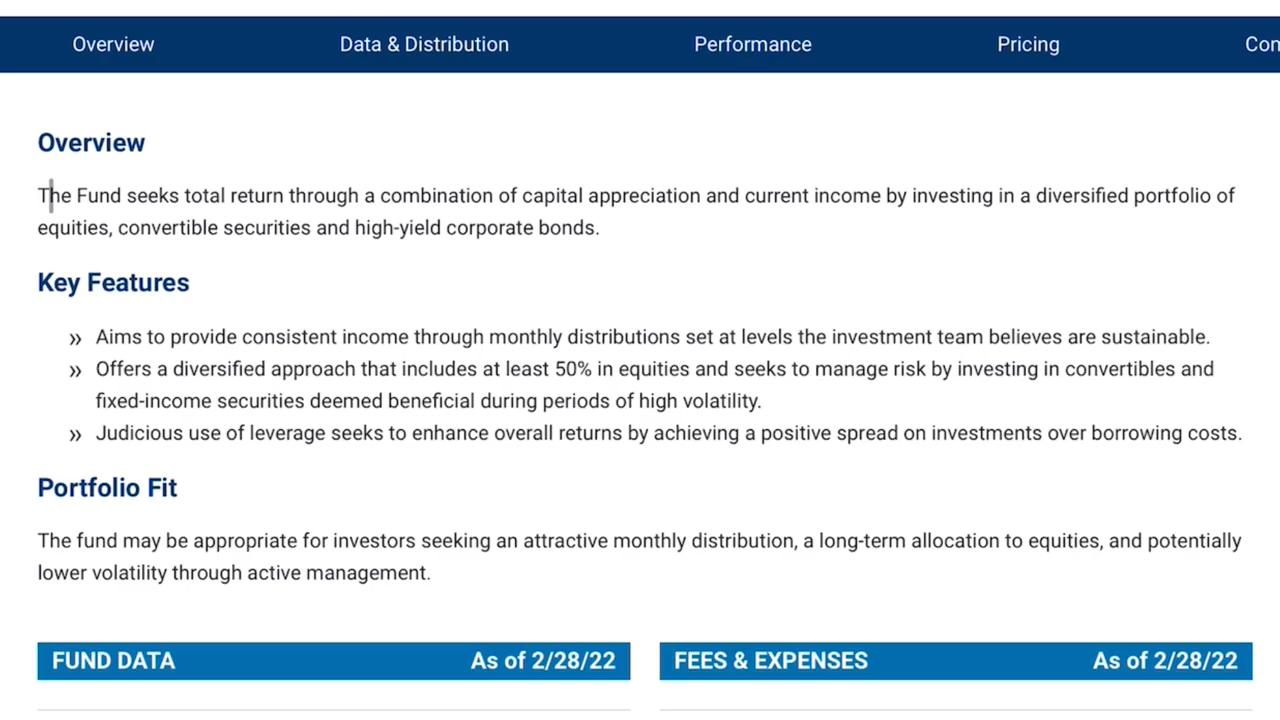 Overview Data & Distribution Performance Pricing Con
Overview
The Fund seeks total return through a combination of capital appreciation and current income by investing in a diversified portfolio of
equities, convertible securities and high-yield corporate bonds.
Key Features
» Aims to provide consistent income through monthly distributions set at levels the investment team believes are sustainable.
» Offers a diversified approach that includes at least 50% in equities and seeks to manage risk by investing in convertibles and
fixed-income securities deemed beneficial during periods of high volatility.
» Judicious use of leverage seeks to enhance overall returns by achieving a positive spread on investments over borrowing costs.
Portfolio Fit
The fund may be appropriate for investors seeking an attractive monthly distribution, a long-term allocation to equities, and potentially
lower volatility through active management.
FUND DATA As of 2/28/22
FEES & EXPENSES As of 2/28/22